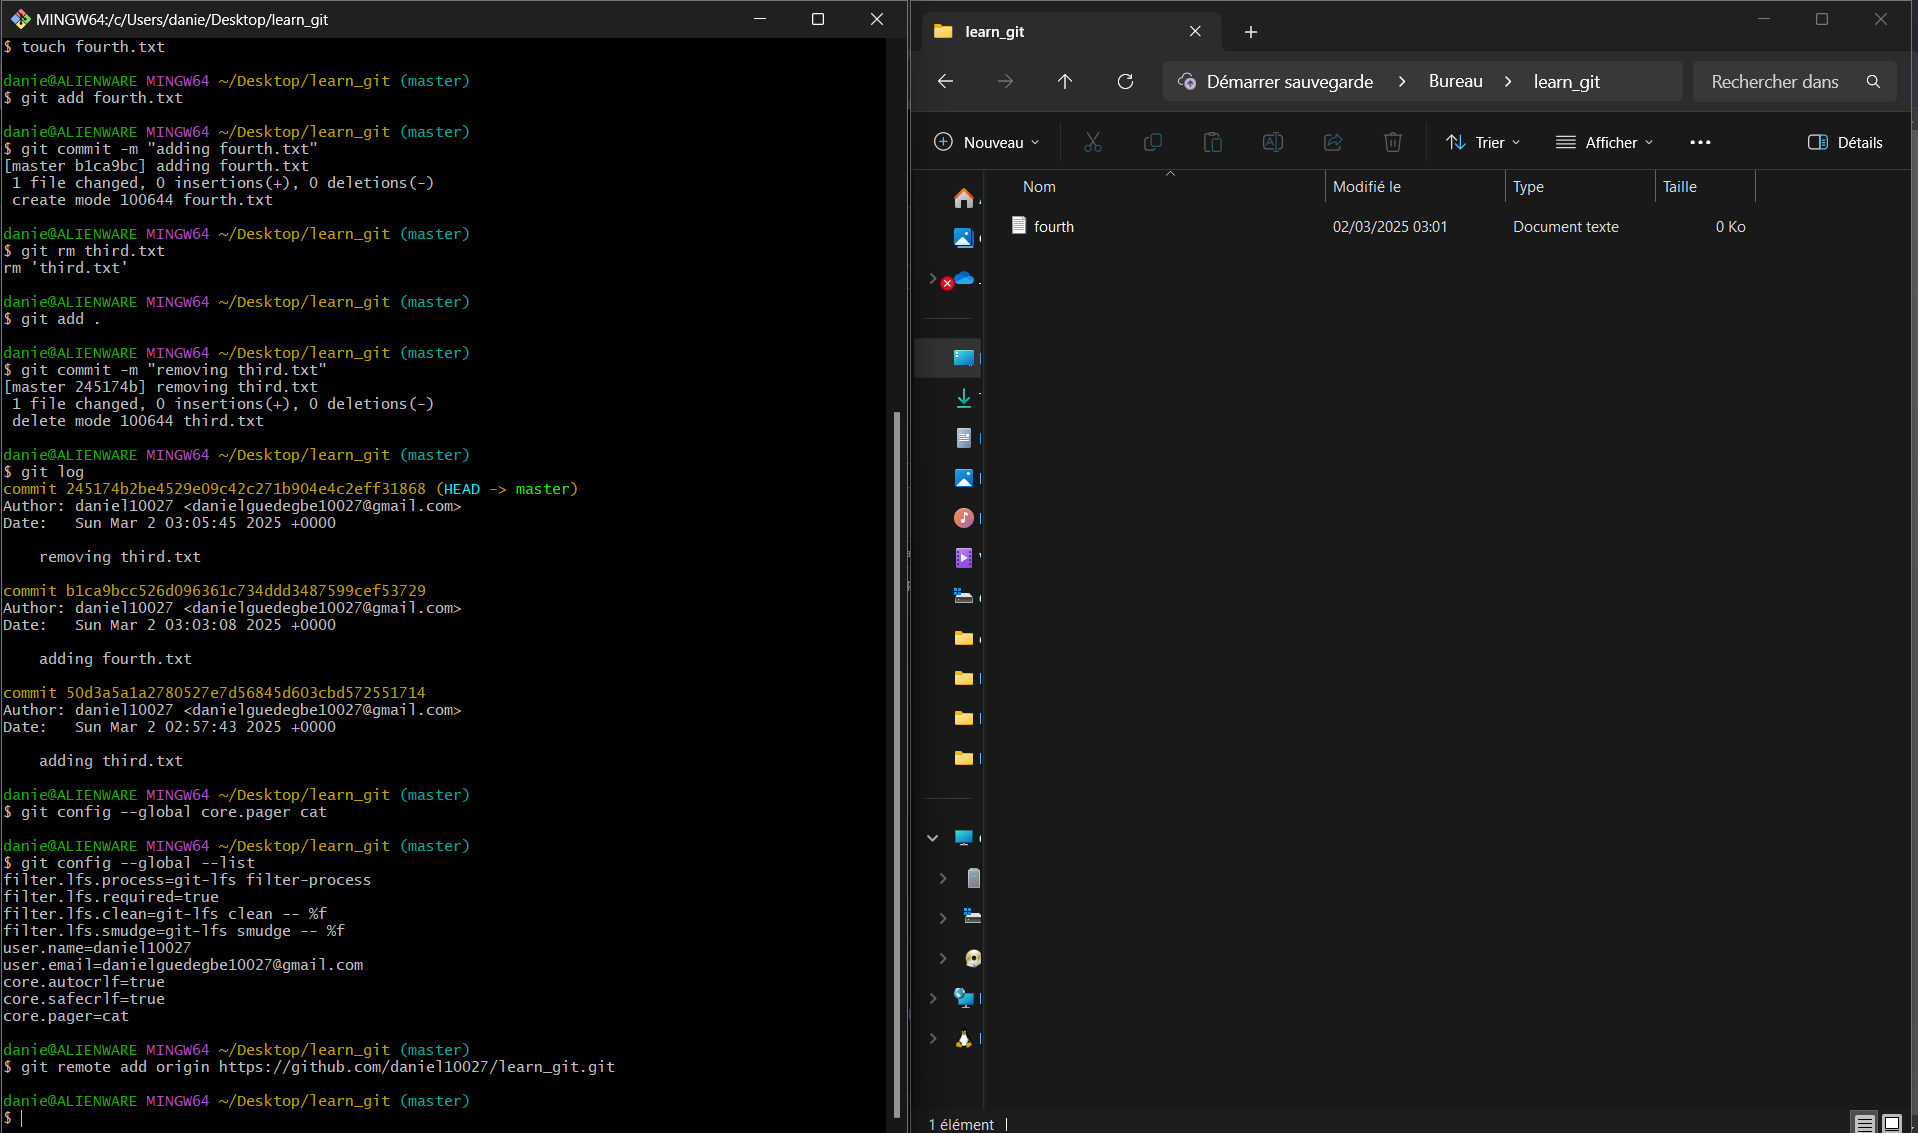 MINGW64:/c/Users/danie/Desktop/learn_git
$ touch fourth.txt
danie@ALIENWARE MINGW64 ~/Desktop/learn_git (master)
$ git add fourth.txt
danie@ALIENWARE MINGW64 ~/Desktop/learn_git (master)
$ git commit -m "adding fourth.txt"
[master b1ca9bc] adding fourth.txt
1 file changed, 0 insertions(+), 0 deletions(-)
create mode 100644 fourth.txt
danie@ALIENWARE MINGW64 ~/Desktop/learn_git (master)
$ git rm third.txt
rm 'third.txt'
danie@ALIENWARE MINGW64 ~/Desktop/learn_git (master)
$ git add .
danie@ALIENWARE MINGW64 ~/Desktop/learn_git (master)
$ git commit -m "removing third.txt"
[master 245174b] removing third.txt
1 file changed, 0 insertions(+), 0 deletions(-)
delete mode 100644 third.txt
danie@ALIENWARE MINGW64 ~/Desktop/learn_git (master)
$ git log
commit 245174b2be4529e09c42c271b904e4c2eff31868 (HEAD -> master)
Author: daniel10027 <danielguedegbe10027@gmail.com>
Date:   Sun Mar 2 03:05:45 2025 +0000
removing third.txt
commit b1ca9bcc526d096361c734ddd3487599cef53729
Author: daniel10027 <danielguedegbe10027@gmail.com>
Date:   Sun Mar 2 03:03:08 2025 +0000
adding fourth.txt
commit 50d3a5a1a2780527e7d56845d603cbd572551714
Author: daniel10027 <danielguedegbe10027@gmail.com>
Date:   Sun Mar 2 02:57:43 2025 +0000
adding third.txt
danie@ALIENWARE MINGW64 ~/Desktop/learn_git (master)
$ git config --global core.pager cat
danie@ALIENWARE MINGW64 ~/Desktop/learn_git (master)
$ git config --global --list
filter.lfs.process=git-lfs filter-process
filter.lfs.required=true
filter.lfs.clean=git-lfs clean -- %f
filter.lfs.smudge=git-lfs smudge -- %f
user.name=daniel10027
user.email=danielguedegbe10027@gmail.com
core.autocrlf=true
core.safecrlf=true
core.pager=cat
danie@ALIENWARE MINGW64 ~/Desktop/learn_git (master)
$ git remote add origin https://github.com/daniel10027/learn_git.git
danie@ALIENWARE MINGW64 ~/Desktop/learn_git (master)
$
learn_git
Démarrer sauvegarde > Bureau > learn_git
Rechercher dans
Nouveau
Trier
Afficher
Détails
Nom Modifié le Type Taille
fourth 02/03/2025 03:01 Document texte 0 Ko
1 élément